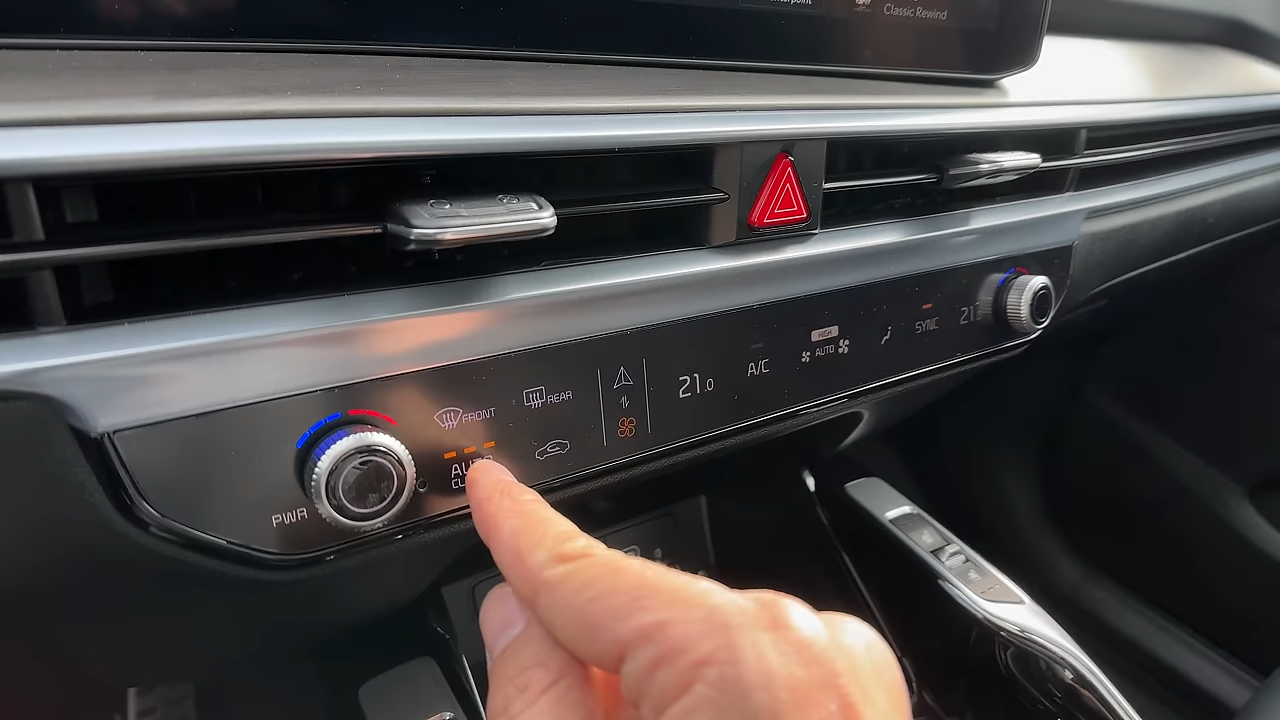 Classic Rewind
FRONT
REAR
PWR
21.0
A/C
HIGH
AUTO
SYNC